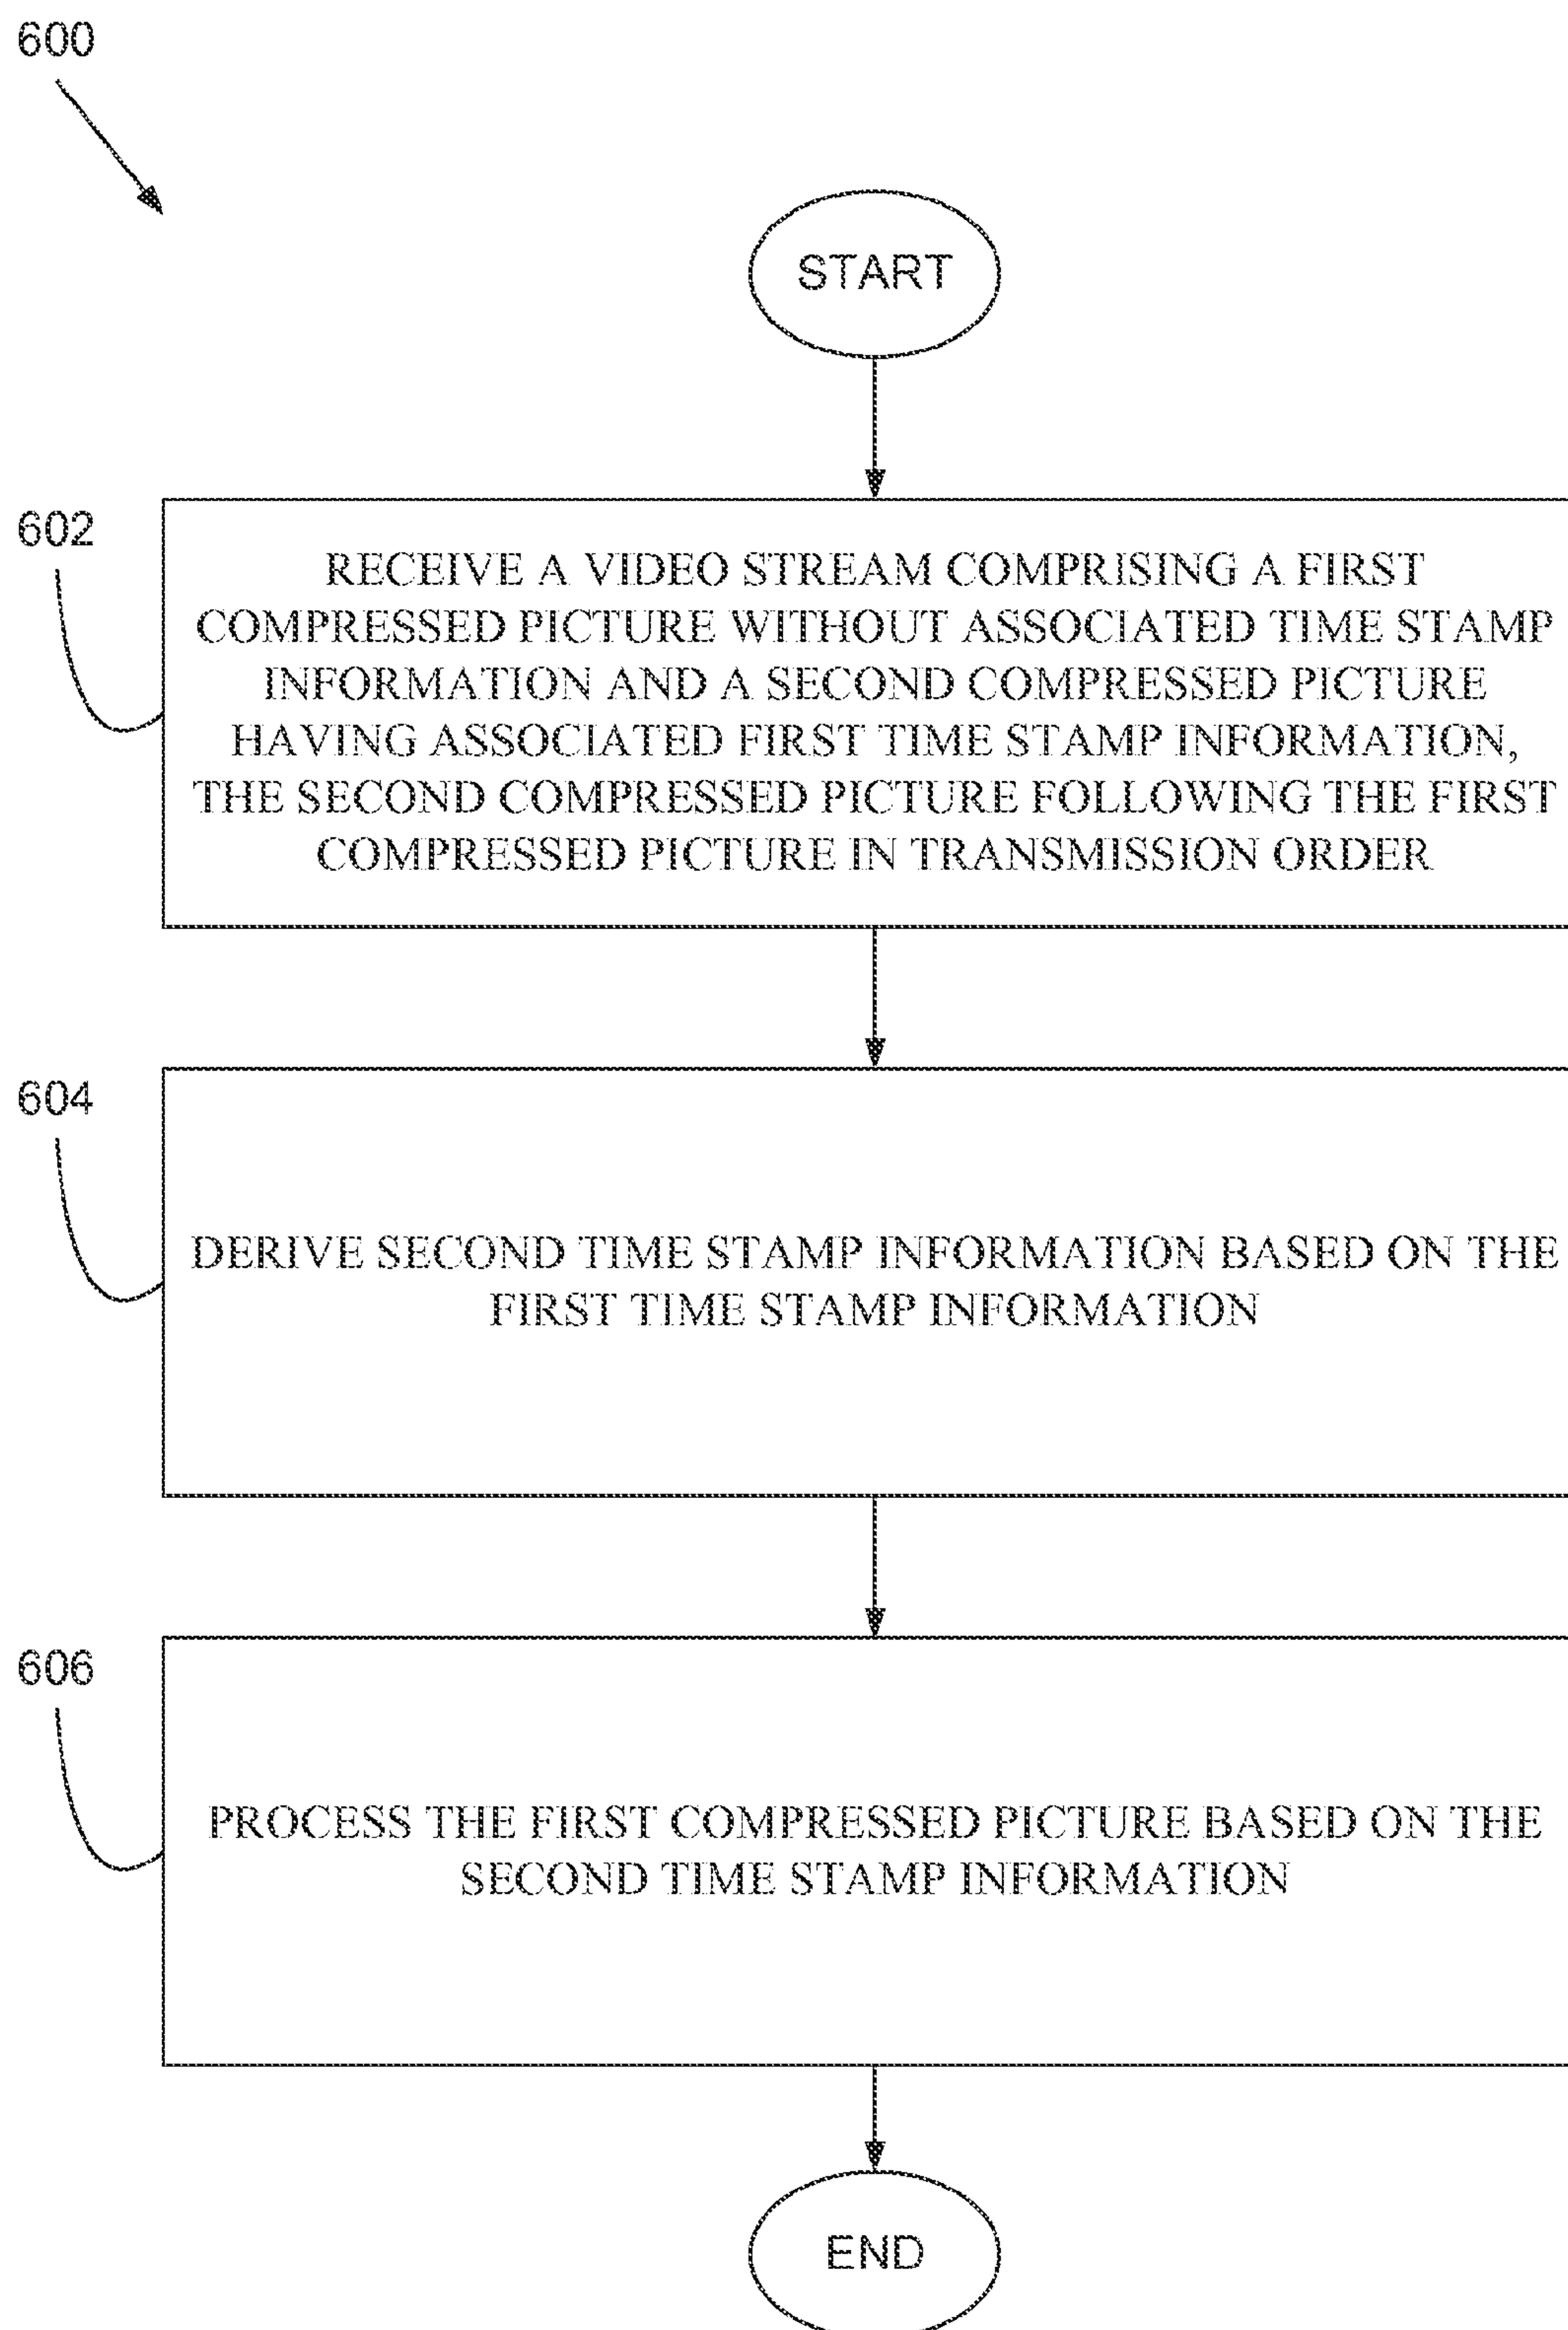 600
START
602
RECEIVE A VIDEO STREAM COMPRISING A FIRST
COMPRESSED PICTURE WITHOUT ASSOCIATED TIME STAMP
INFORMATION AND A SECOND COMPRESSED PICTURE
HAVING ASSOCIATED FIRST TIME STAMP INFORMATION,
THE SECOND COMPRESSED PICTURE FOLLOWING THE FIRST
COMPRESSED PICTURE IN TRANSMISSION ORDER
604
DERIVE SECOND TIME STAMP INFORMATION BASED ON THE
FIRST TIME STAMP INFORMATION
606
PROCESS THE FIRST COMPRESSED PICTURE BASED ON THE
SECOND TIME STAMP INFORMATION
END